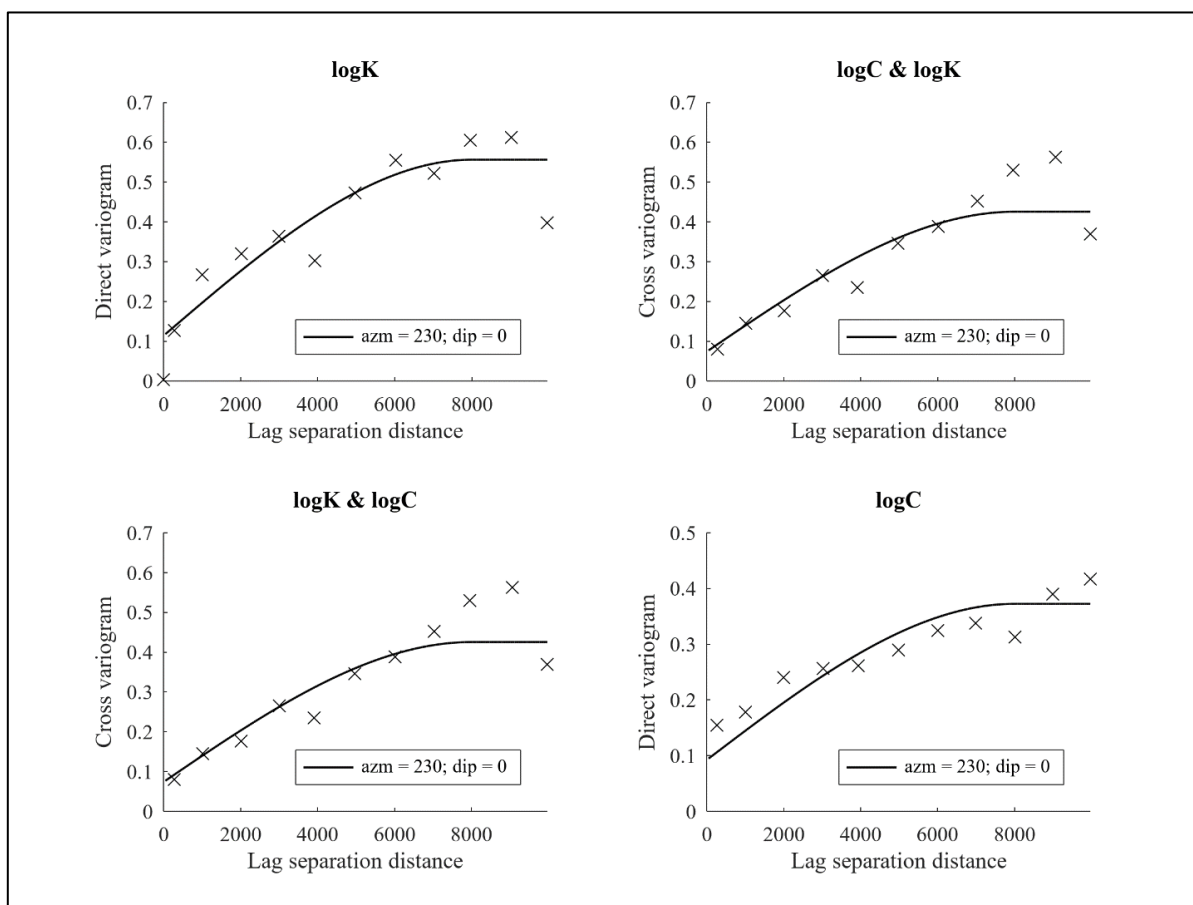 logK
0.7
0.6
0.5
0.4
0.3
0.2
0.1
0
Direct variogram
azm = 230; dip = 0
0 2000 4000 6000 8000
Lag separation distance
logC & logK
0.7
0.6
0.5
0.4
0.3
0.2
0.1
0
Cross variogram
azm = 230; dip = 0
0 2000 4000 6000 8000
Lag separation distance
logK & logC
0.7
0.6
0.5
0.4
0.3
0.2
0.1
0
Cross variogram
azm = 230; dip = 0
0 2000 4000 6000 8000
Lag separation distance
logC
0.5
0.4
0.3
0.2
0.1
0
Direct variogram
azm = 230; dip = 0
0 2000 4000 6000 8000
Lag separation distance